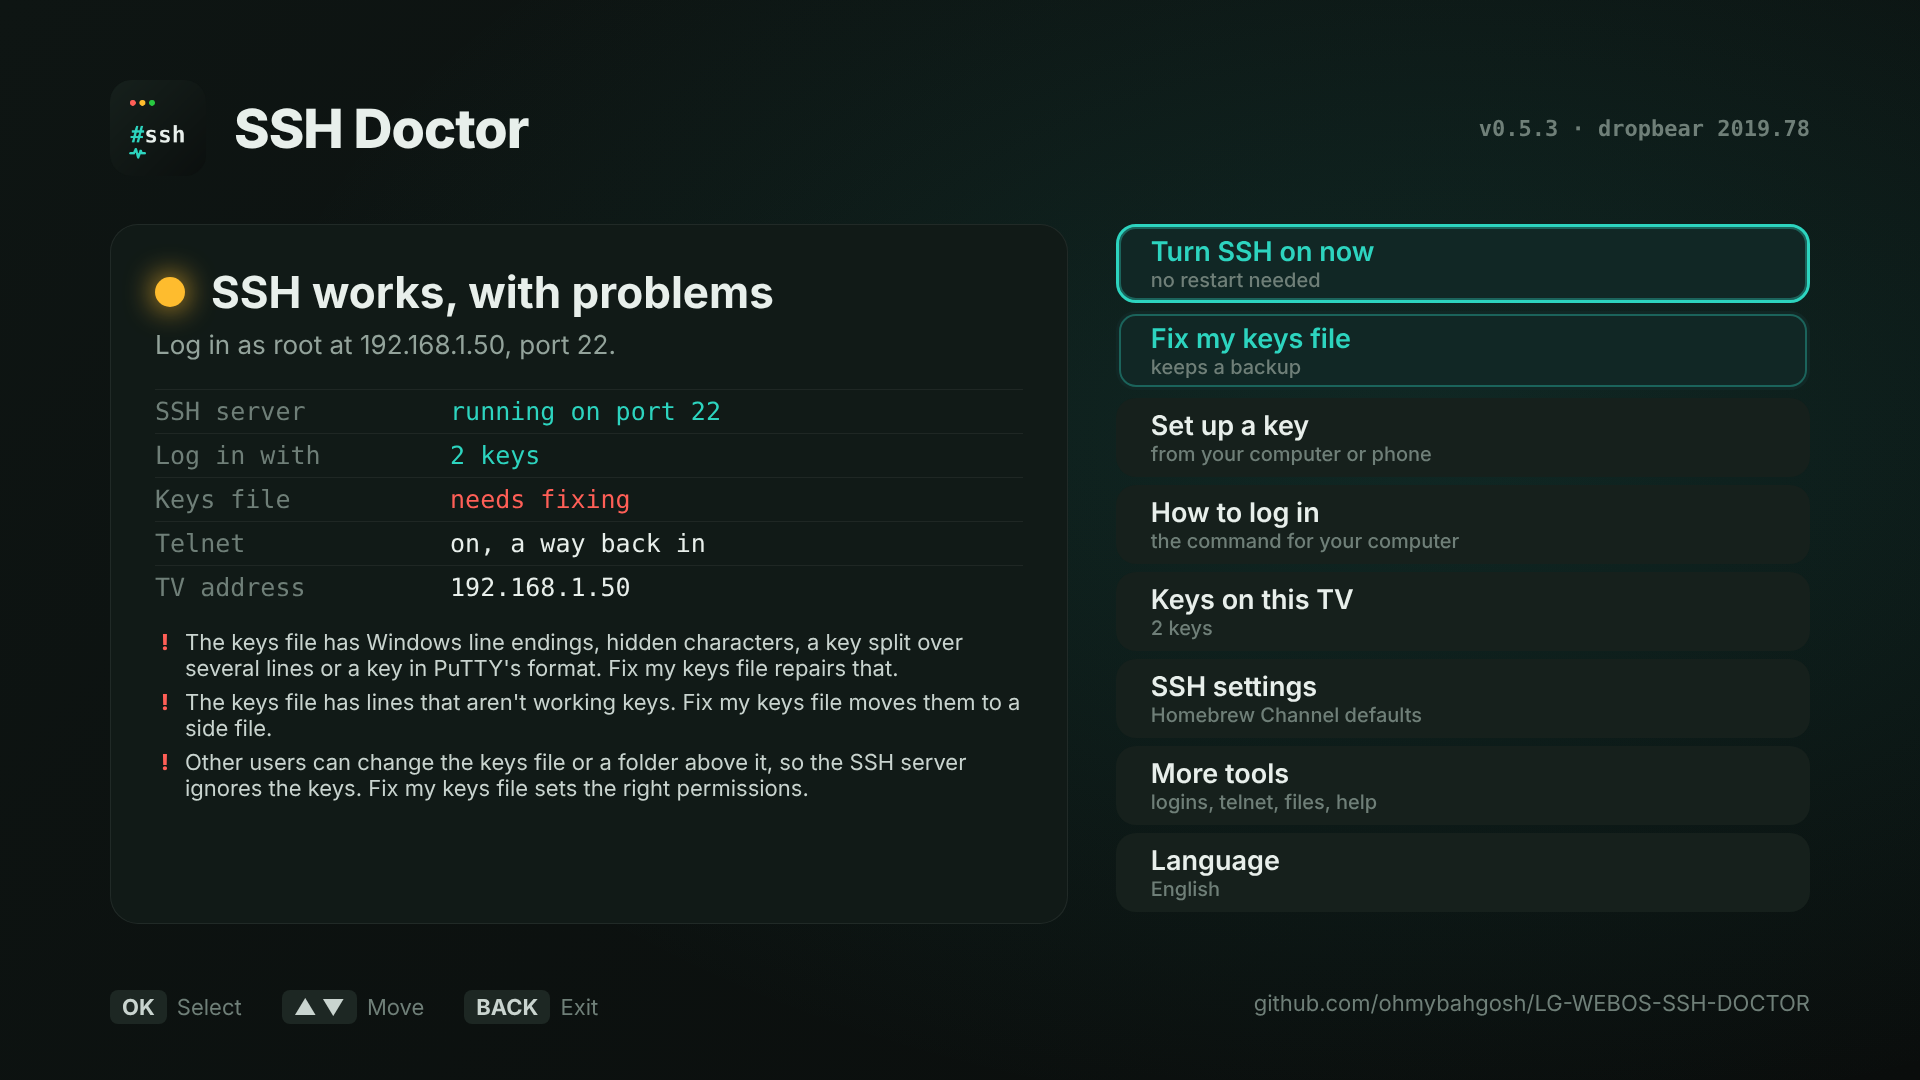 #ssh
SSH Doctor
v0.5.3 · dropbear 2019.78
SSH works, with problems
Log in as root at 192.168.1.50, port 22.
SSH server running on port 22
Log in with 2 keys
Keys file needs fixing
Telnet on, a way back in
TV address 192.168.1.50
! The keys file has Windows line endings, hidden characters, a key split over
several lines or a key in PuTTY's format. Fix my keys file repairs that.
! The keys file has lines that aren't working keys. Fix my keys file moves them to a
side file.
! Other users can change the keys file or a folder above it, so the SSH server
ignores the keys. Fix my keys file sets the right permissions.
Turn SSH on now
no restart needed
Fix my keys file
keeps a backup
Set up a key
from your computer or phone
How to log in
the command for your computer
Keys on this TV
2 keys
SSH settings
Homebrew Channel defaults
More tools
logins, telnet, files, help
Language
English
OK Select ▲▼ Move BACK Exit
github.com/ohmybahgosh/LG-WEBOS-SSH-DOCTOR